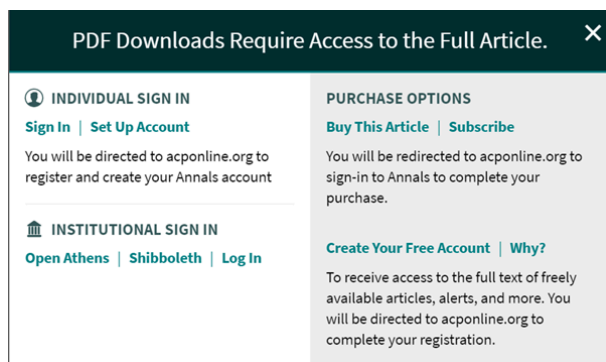 PDF Downloads Require Access to the Full Article.
INDIVIDUAL SIGN IN
Sign In | Set Up Account
You will be directed to acponline.org to
register and create your Annals account
INSTITUTIONAL SIGN IN
Open Athens | Shibboleth | Log In
PURCHASE OPTIONS
Buy This Article | Subscribe
You will be redirected to acponline.org to
sign-in to Annals to complete your
purchase.
Create Your Free Account | Why?
To receive access to the full text of freely
available articles, alerts, and more. You
will be directed to acponline.org to
complete your registration.